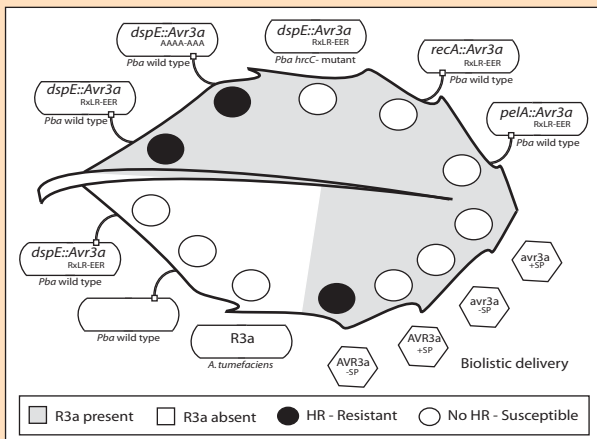 dspE::Avr3a
AAAA-AAA
Pba wild type
dspE::Avr3a
RxLR-EER
Pba hrcC- mutant
recA::Avr3a
RxLR-EER
Pba wild type
dspE::Avr3a
RxLR-EER
Pba wild type
pelA::Avr3a
RxLR-EER
Pba wild type
dspE::Avr3a
RxLR-EER
Pba wild type
Pba wild type
R3a
A. tumefaciens
AVR3a
-SP
AVR3a
+SP
avr3a
-SP
avr3a
+SP
Biolistic delivery
R3a present
R3a absent
HR - Resistant
No HR - Susceptible